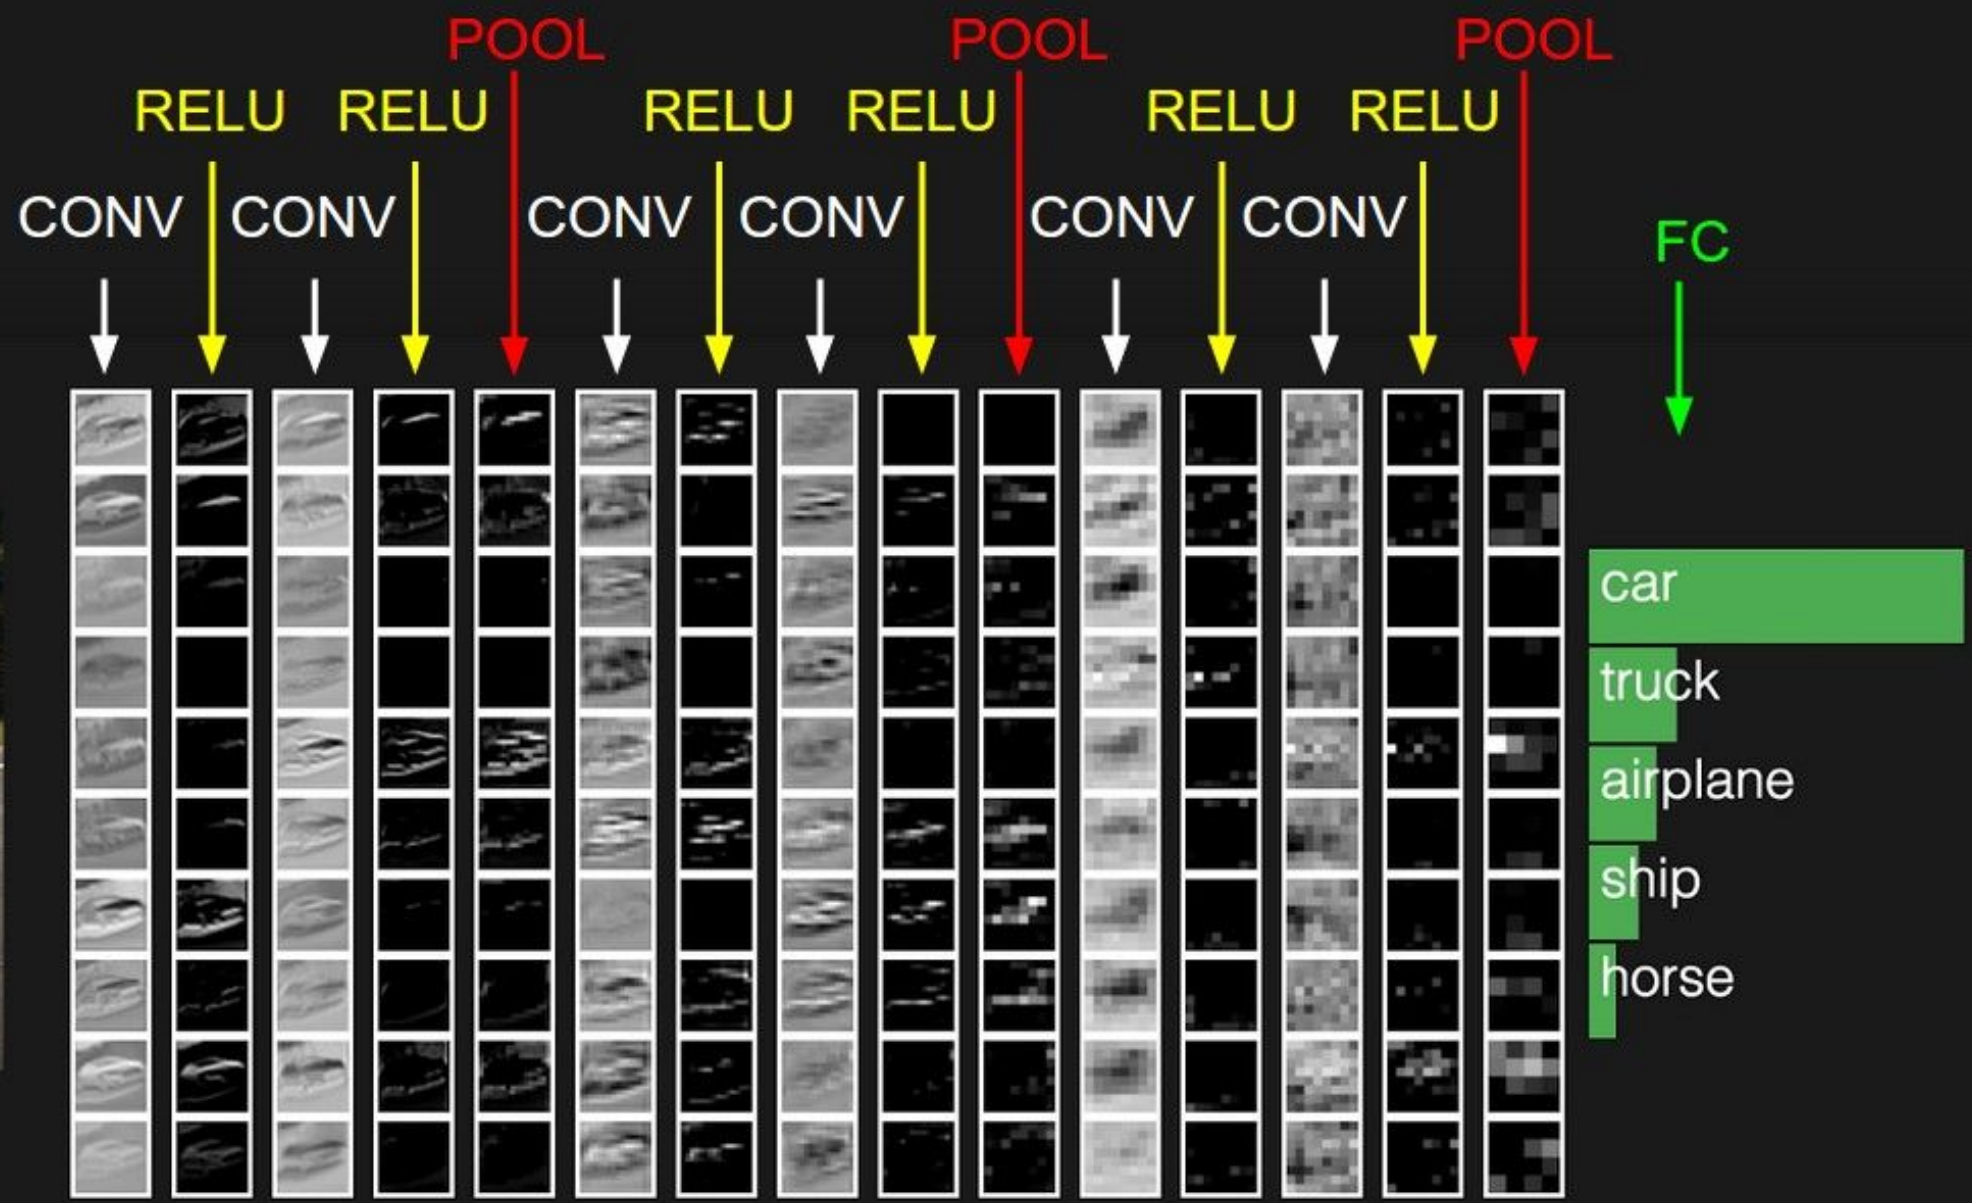 POOL POOL POOL
RELU RELU RELU RELU RELU RELU
CONV CONV CONV CONV CONV CONV
FC
car
truck
airplane
ship
horse